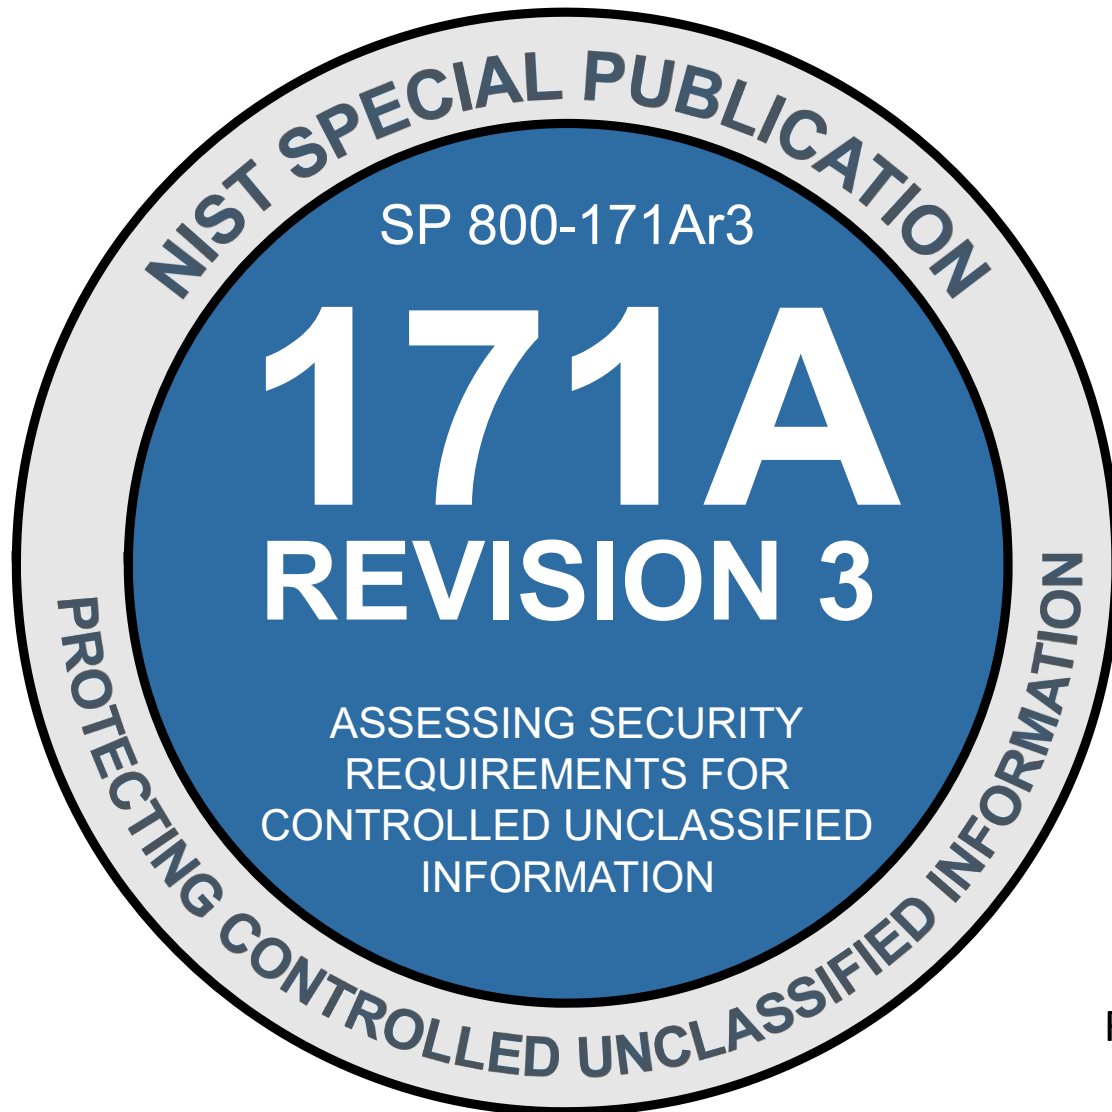 NIST SPECIAL PUBLICATION
SP 800-171Ar3
171A
REVISION 3
ASSESSING SECURITY
REQUIREMENTS FOR
CONTROLLED UNCLASSIFIED
INFORMATION
PROTECTING CONTROLLED UNCLASSIFIED INFORMATION